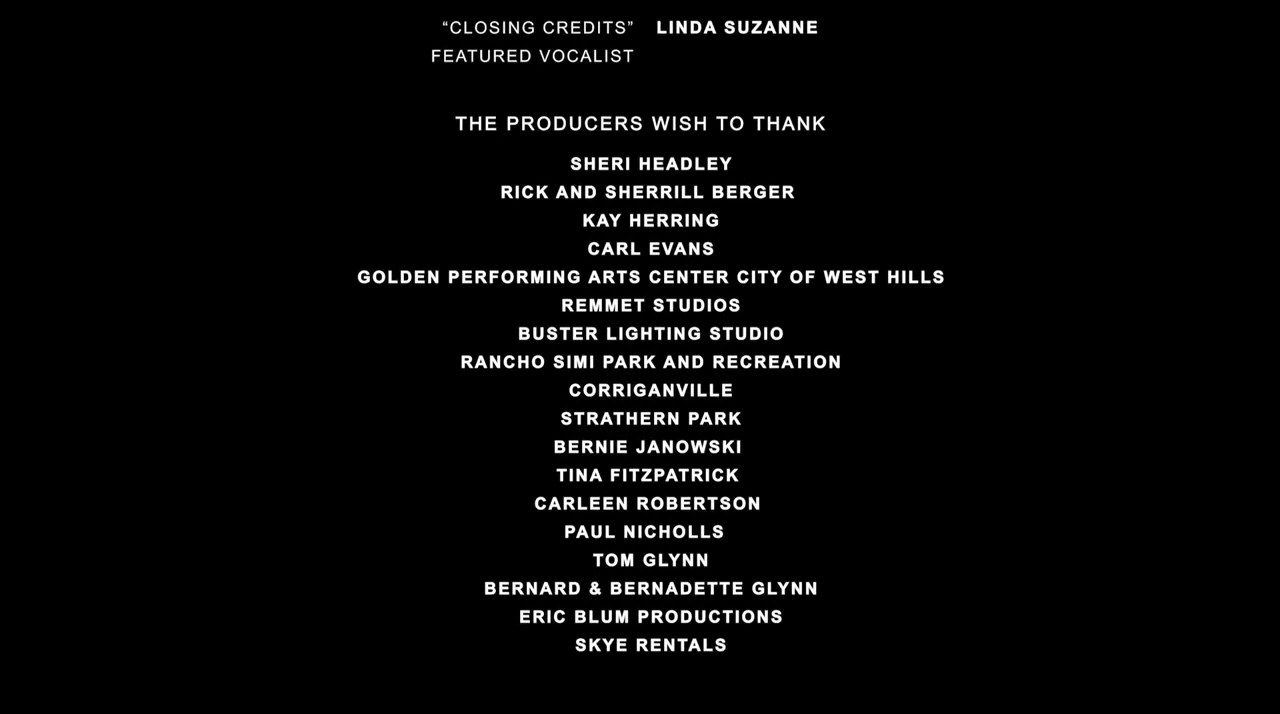 “CLOSING CREDITS” LINDA SUZANNE
FEATURED VOCALIST
THE PRODUCERS WISH TO THANK
SHERI HEADLEY
RICK AND SHERRILL BERGER
KAY HERRING
CARL EVANS
GOLDEN PERFORMING ARTS CENTER CITY OF WEST HILLS
REMMET STUDIOS
BUSTER LIGHTING STUDIO
RANCHO SIMI PARK AND RECREATION
CORRIGANVILLE
STRATHERN PARK
BERNIE JANOWSKI
TINA FITZPATRICK
CARLEEN ROBERTSON
PAUL NICHOLLS
TOM GLYNN
BERNARD & BERNADETTE GLYNN
ERIC BLUM PRODUCTIONS
SKYE RENTALS